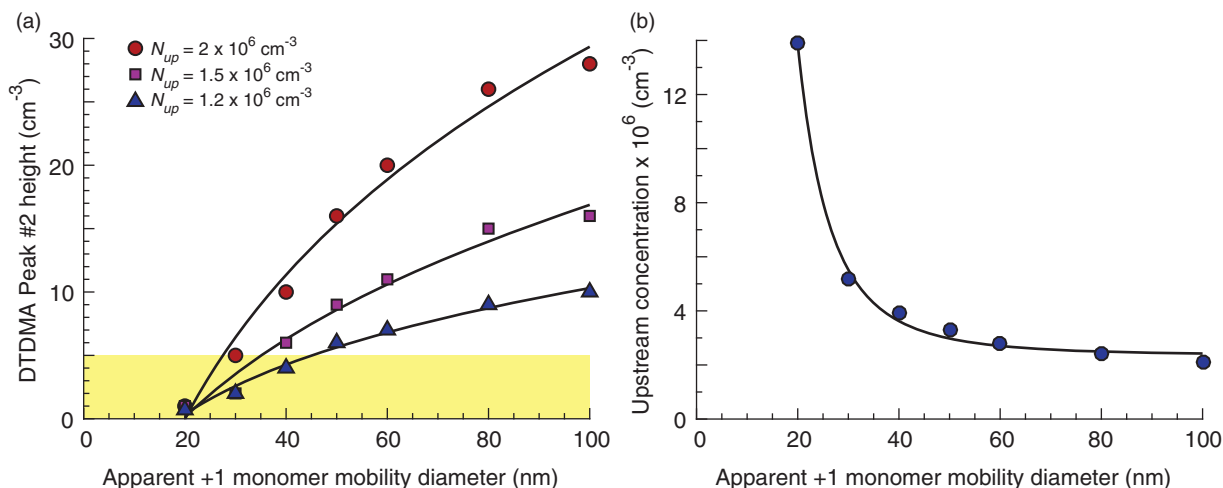 (a)
30
20
10
0
DTDMA Peak #2 height (cm-3)
N_up = 2 x 10^6 cm-3
N_up = 1.5 x 10^6 cm-3
N_up = 1.2 x 10^6 cm-3
0 20 40 60 80 100
Apparent +1 monomer mobility diameter (nm)
(b)
12
8
4
0
Upstream concentration x 10^6 (cm-3)
0 20 40 60 80 100
Apparent +1 monomer mobility diameter (nm)